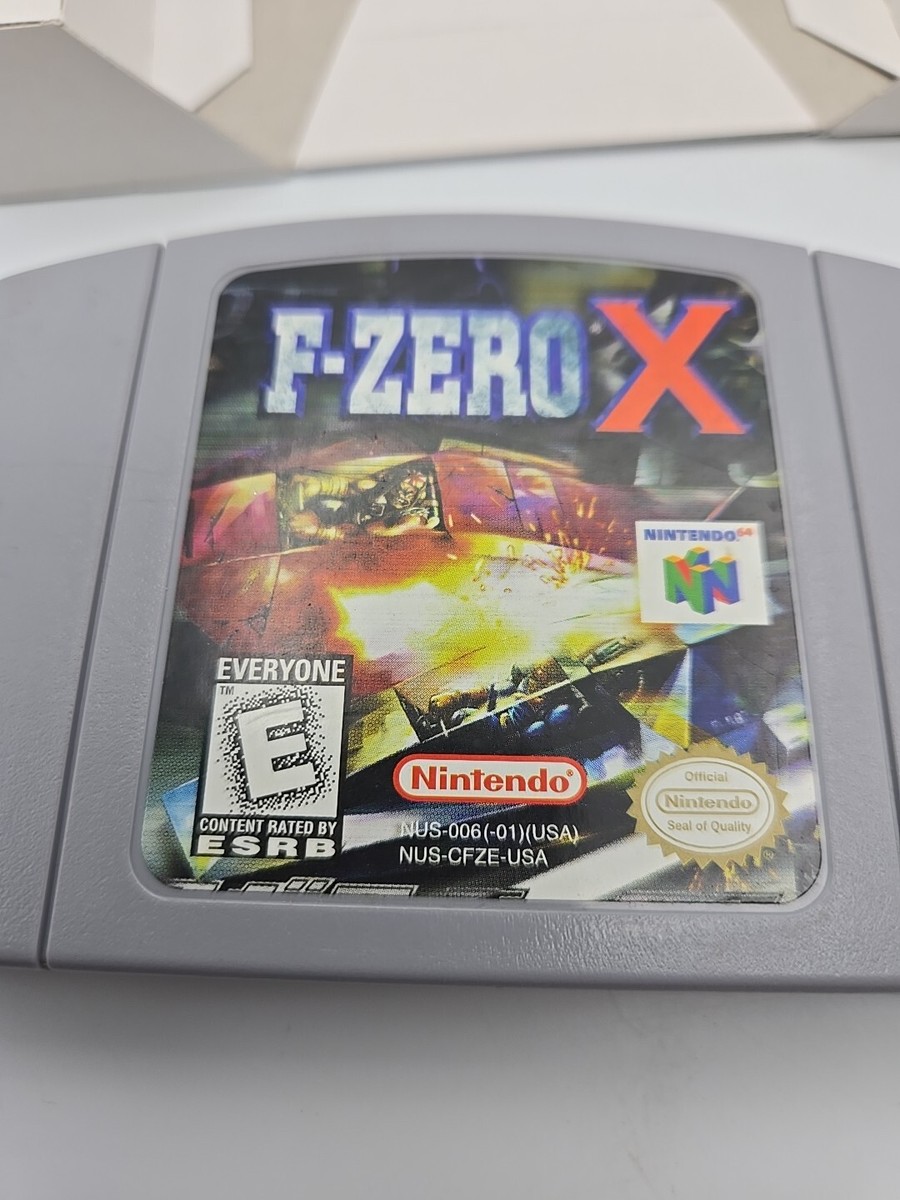 F-ZERO X
NINTENDO64
EVERYONE
TM
E
CONTENT RATED BY
ESRB
Nintendo®
NUS-006(-01)(USA)
NUS-CFZE-USA
Official
Nintendo
Seal of Quality